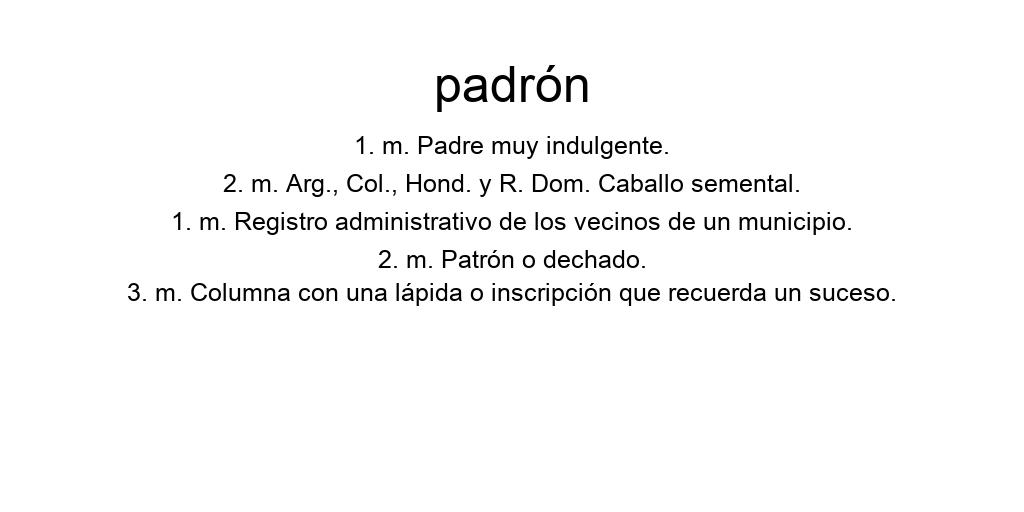 padrón
1. m. Padre muy indulgente.
2. m. Arg., Col., Hond. y R. Dom. Caballo semental.
1. m. Registro administrativo de los vecinos de un municipio.
2. m. Patrón o dechado.
3. m. Columna con una lápida o inscripción que recuerda un suceso.